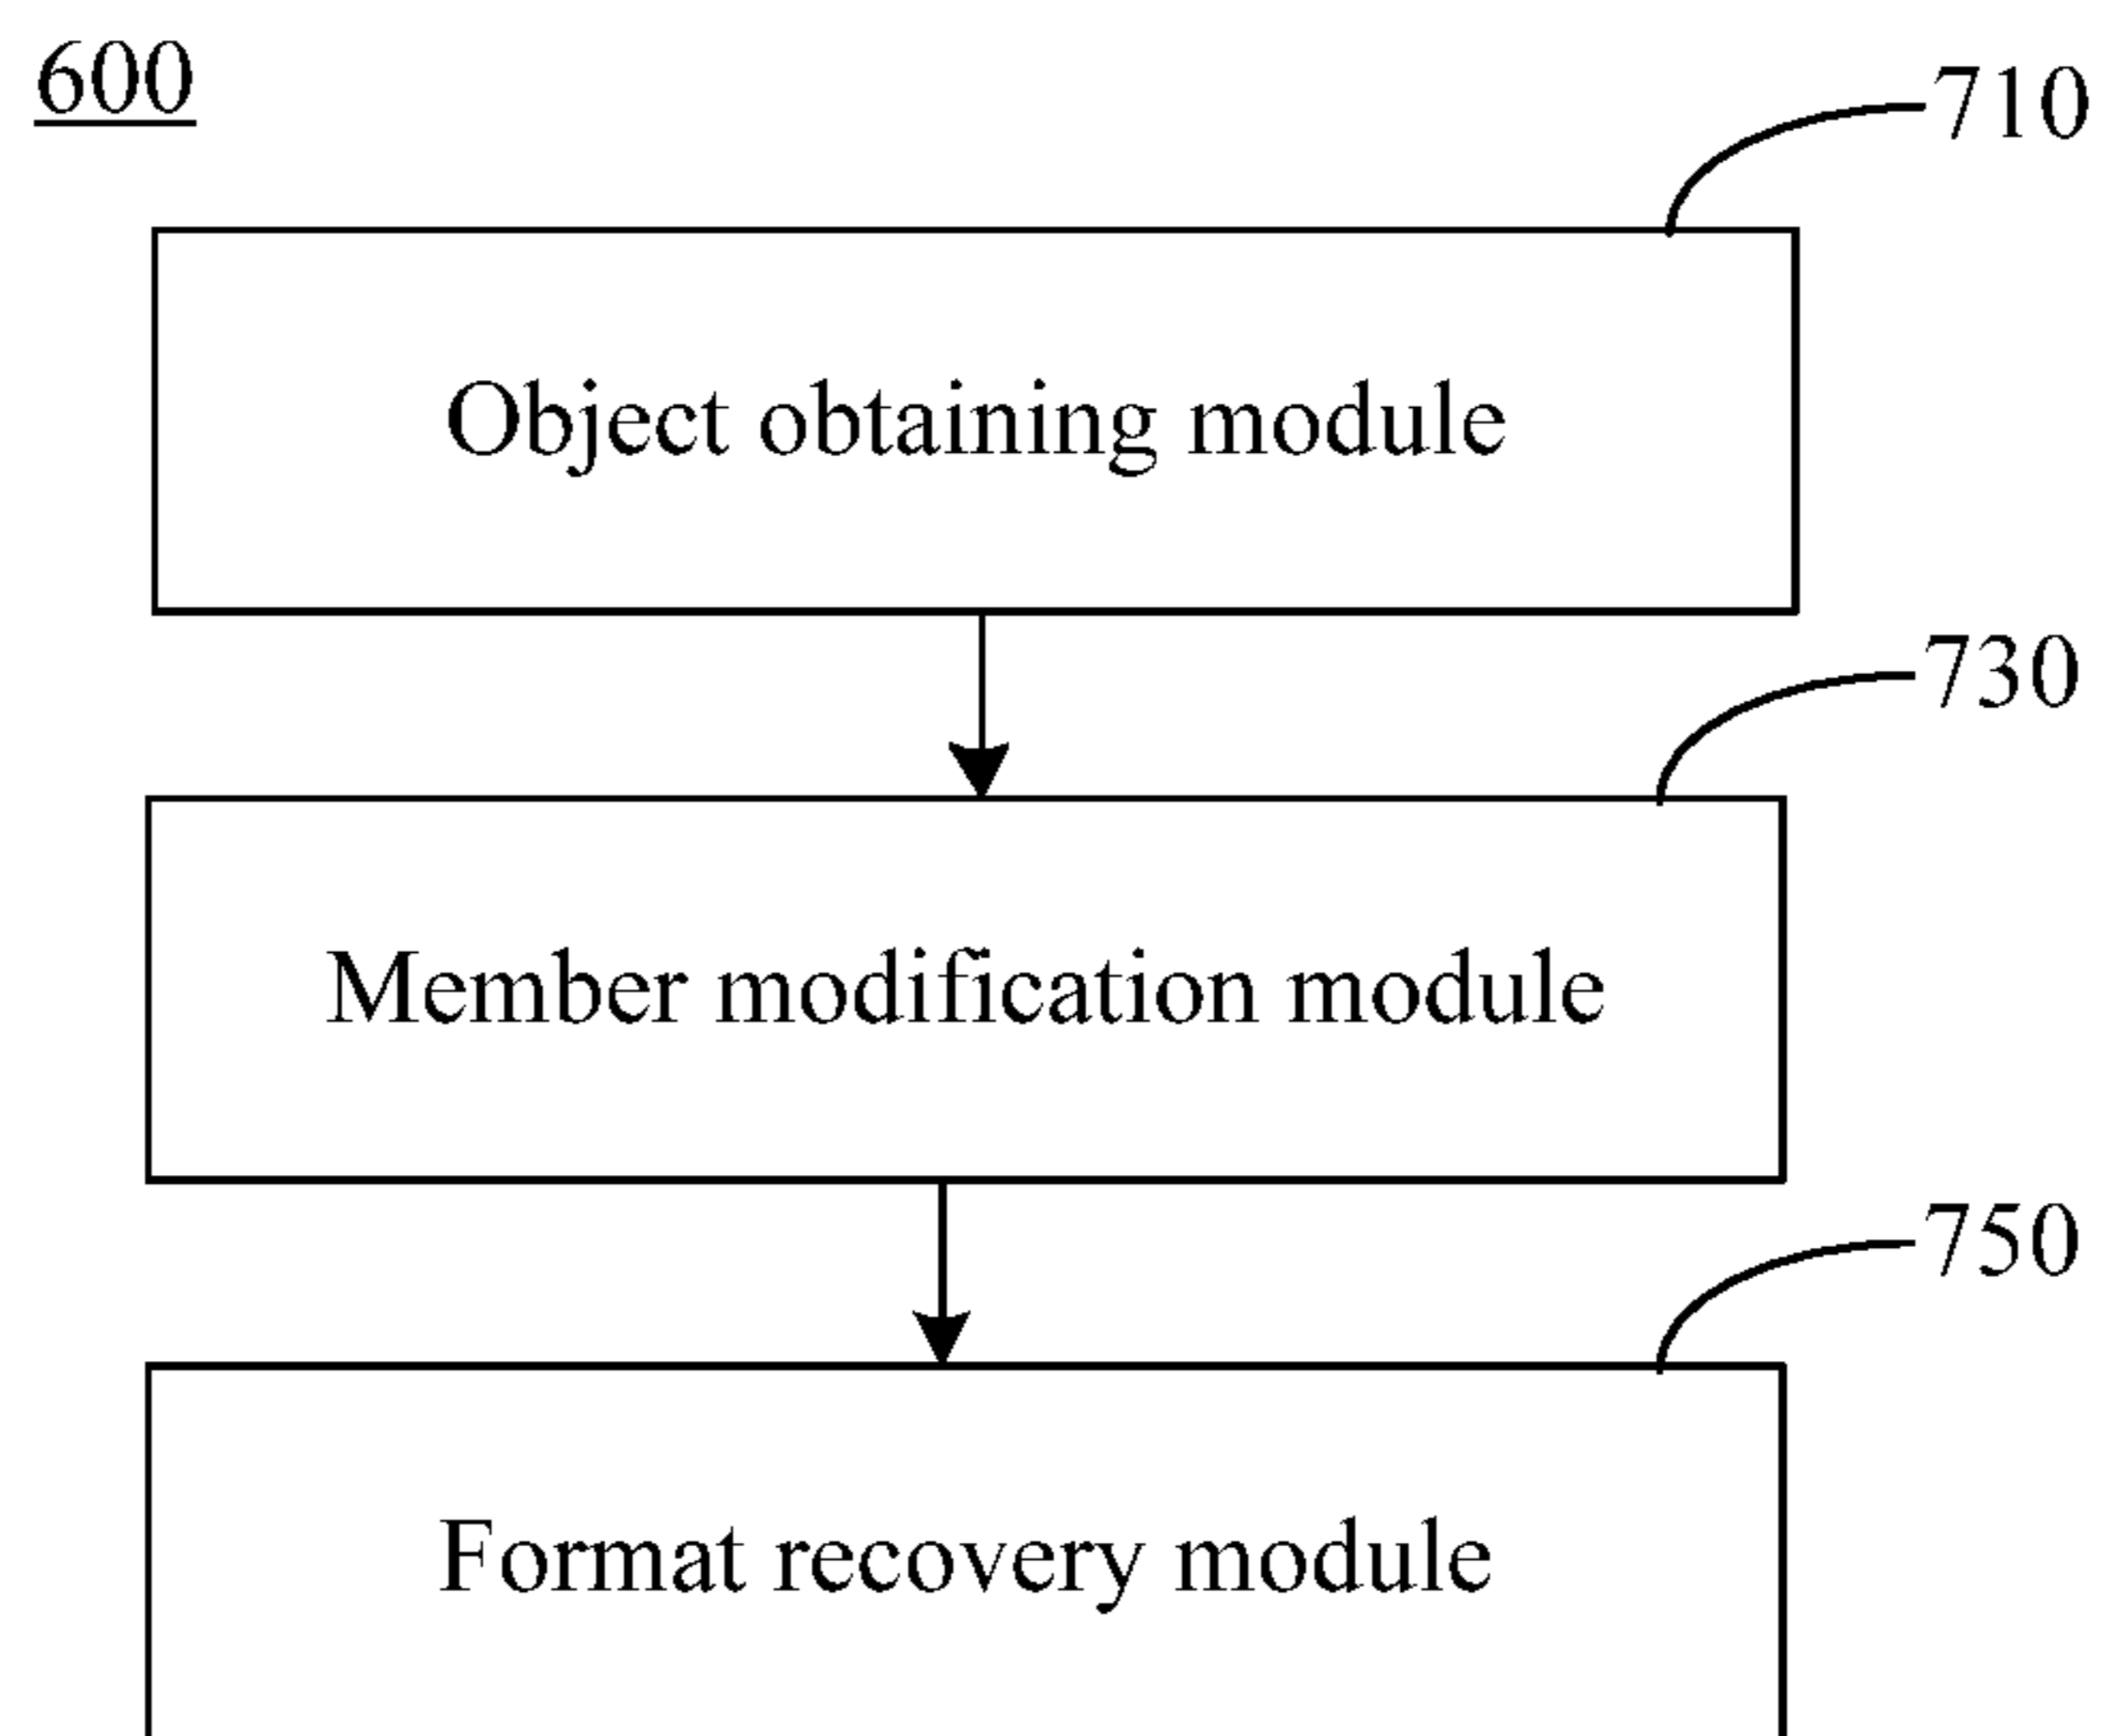 600
710
Object obtaining module
730
Member modification module
750
Format recovery module